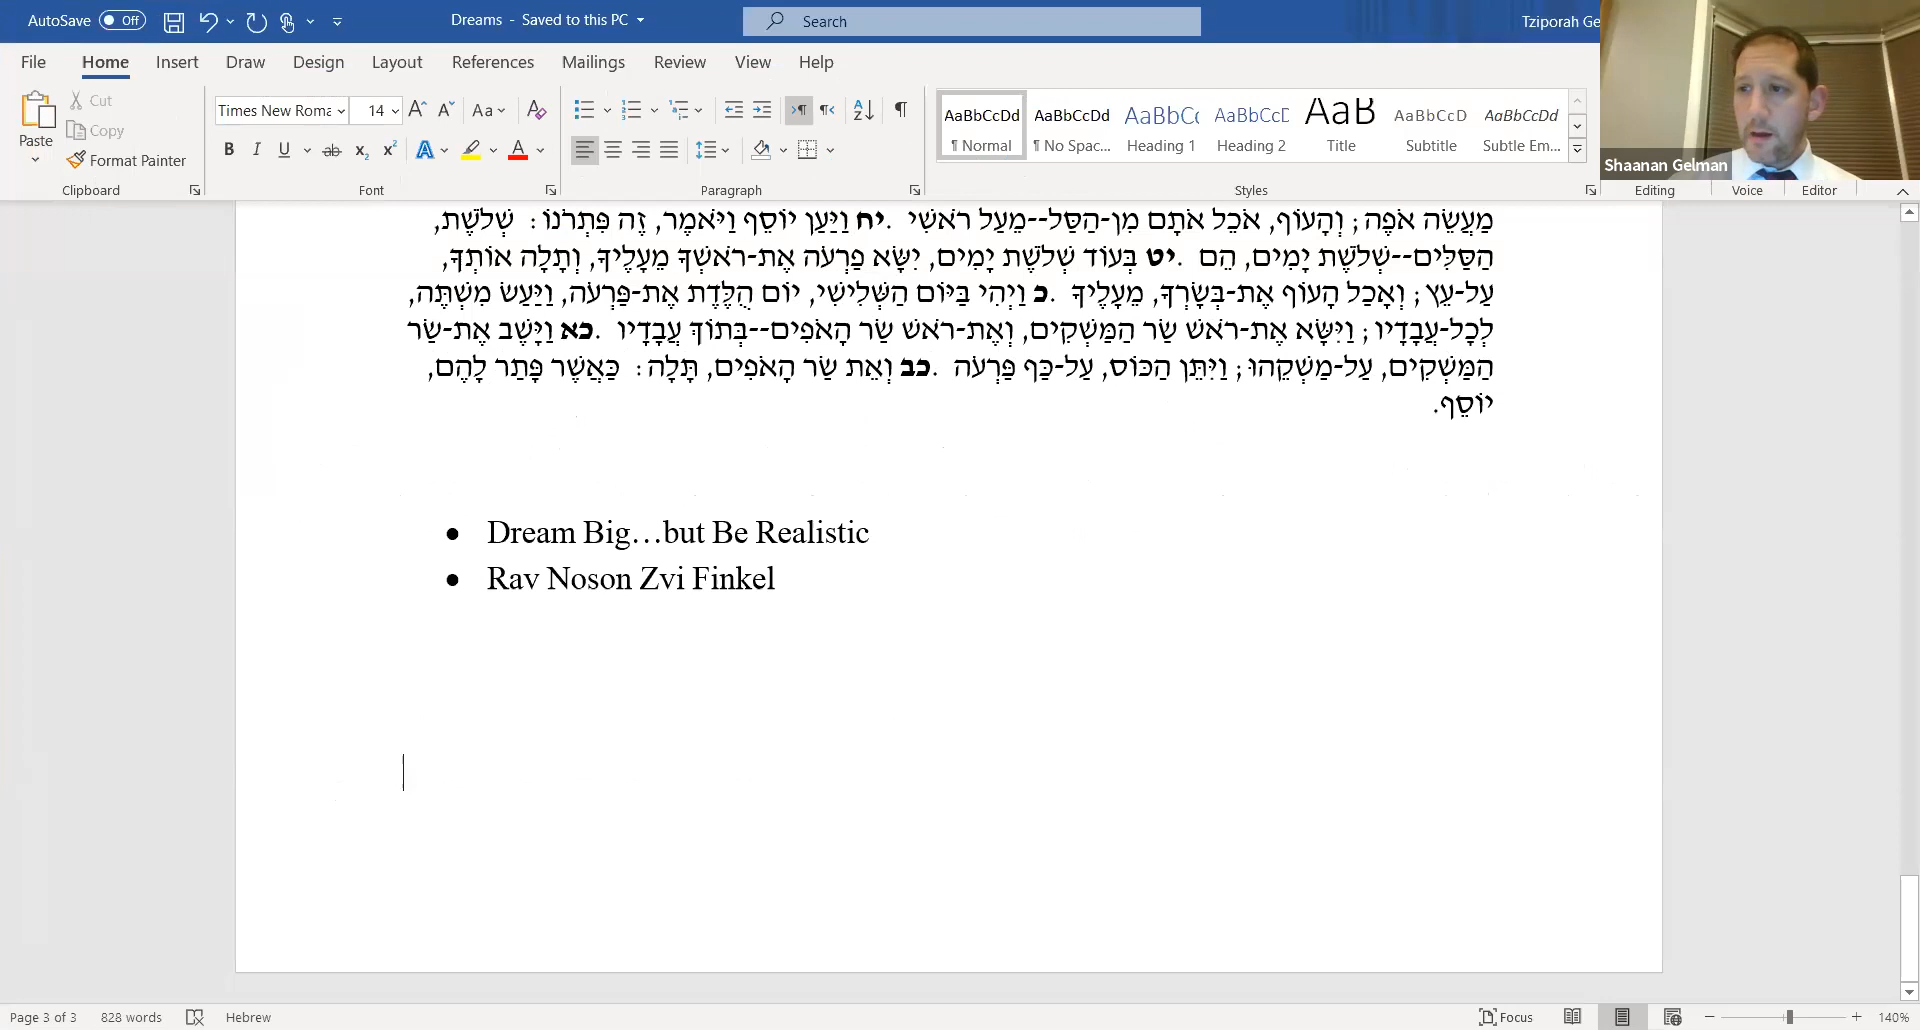 AutoSave Off Dreams - Saved to this PC Search Tziporah Ge
File Home Insert Draw Design Layout References Mailings Review View Help
Paste Cut Copy Format Painter
Times New Roma 14
AaBbCcDd AaBbCcDd AaBbCc AaBbCcD AaB AaBbCcD AaBbCcDd
¶ Normal ¶ No Spac... Heading 1 Heading 2 Title Subtitle Subtle Em...
Shaanan Gelman
Clipboard Font Paragraph Styles Editing Voice Editor
מַעֲשֵׂה אֹפֶה; וְהָעוֹף, אֹכֵל אֹתָם מִן-הַסַּל--מֵעַל רֹאשִׁי. יח וַיַּעַן יוֹסֵף וַיֹּאמֶר, זֶה פִּתְרֹנוֹ: שְׁלֹשֶׁת,
הַסַּלִּים--שְׁלֹשֶׁת יָמִים, הֵם. יט בְּעוֹד שְׁלֹשֶׁת יָמִים, יִשָּׂא פַרְעֹה אֶת-רֹאשְׁךָ מֵעָלֶיךָ, וְתָלָה אוֹתְךָ,
עַל-עֵץ; וְאָכַל הָעוֹף אֶת-בְּשָׂרְךָ, מֵעָלֶיךָ. כ וַיְהִי בַּיּוֹם הַשְּׁלִישִׁי, יוֹם הֻלֶּדֶת אֶת-פַּרְעֹה, וַיַּעַשׂ מִשְׁתֶּה,
לְכָל-עֲבָדָיו; וַיִּשָּׂא אֶת-רֹאשׁ שַׂר הַמַּשְׁקִים, וְאֶת-רֹאשׁ שַׂר הָאֹפִים--בְּתוֹךְ עֲבָדָיו. כא וַיָּשֶׁב אֶת-שַׂר
הַמַּשְׁקִים, עַל-מַשְׁקֵהוּ; וַיִּתֵּן הַכּוֹס, עַל-כַּף פַּרְעֹה. כב וְאֵת שַׂר הָאֹפִים, תָּלָה: כַּאֲשֶׁר פָּתַר לָהֶם,
יוֹסֵף.
• Dream Big…but Be Realistic
• Rav Noson Zvi Finkel
Page 3 of 3 828 words Hebrew Focus 140%